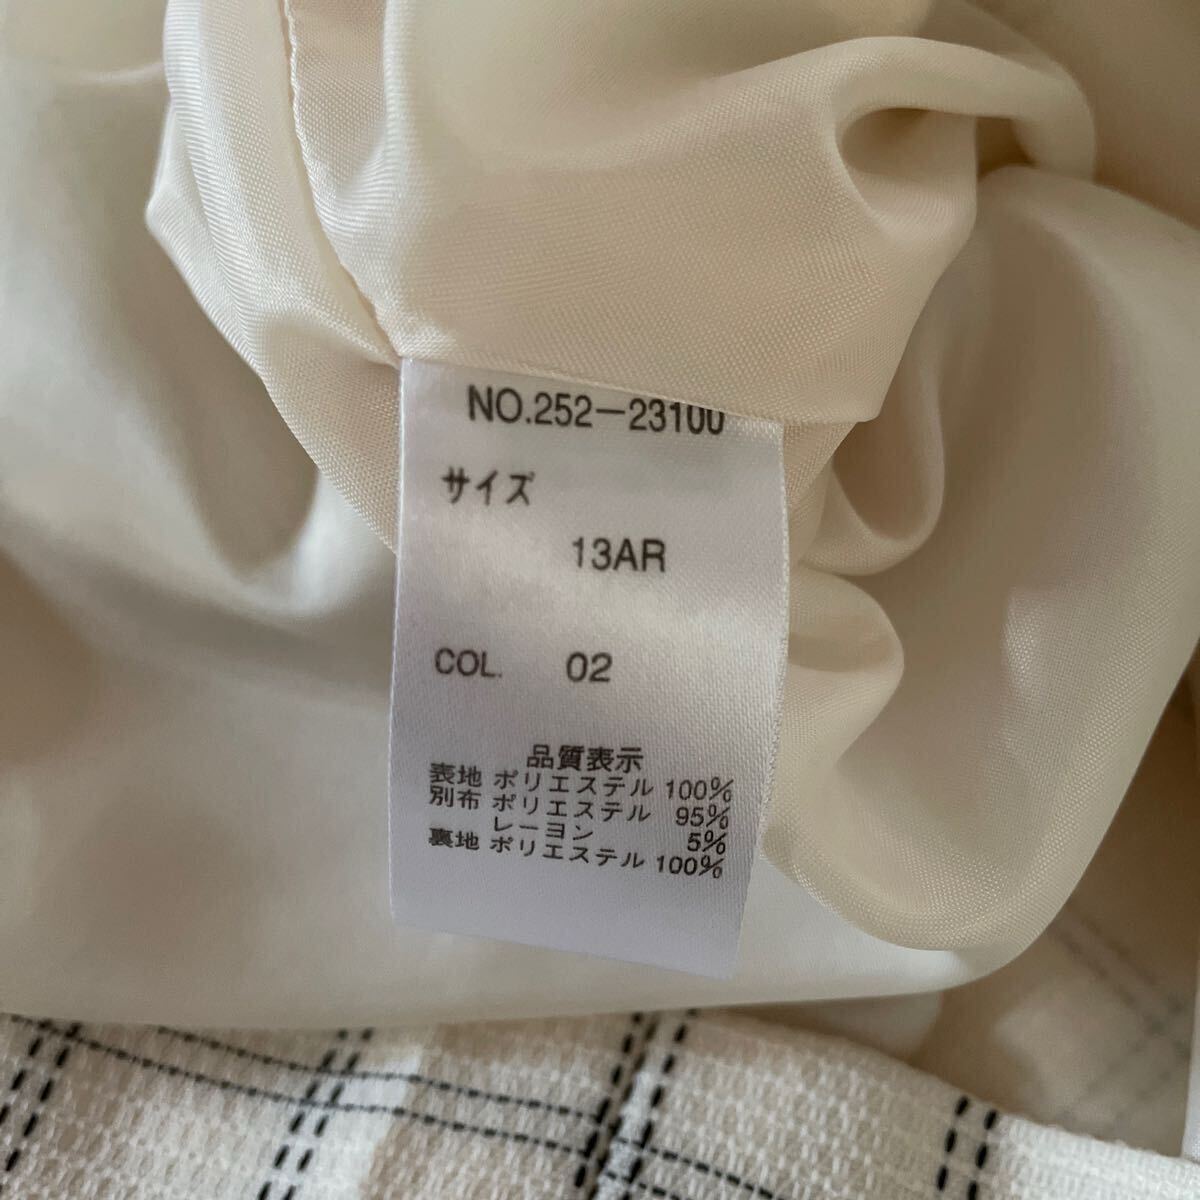 NO.252-23100
サイズ
13AR
COL. 02
品質表示
表地 ポリエステル 100%
別布 ポリエステル 95%
レーヨン 5%
裏地 ポリエステル 100%